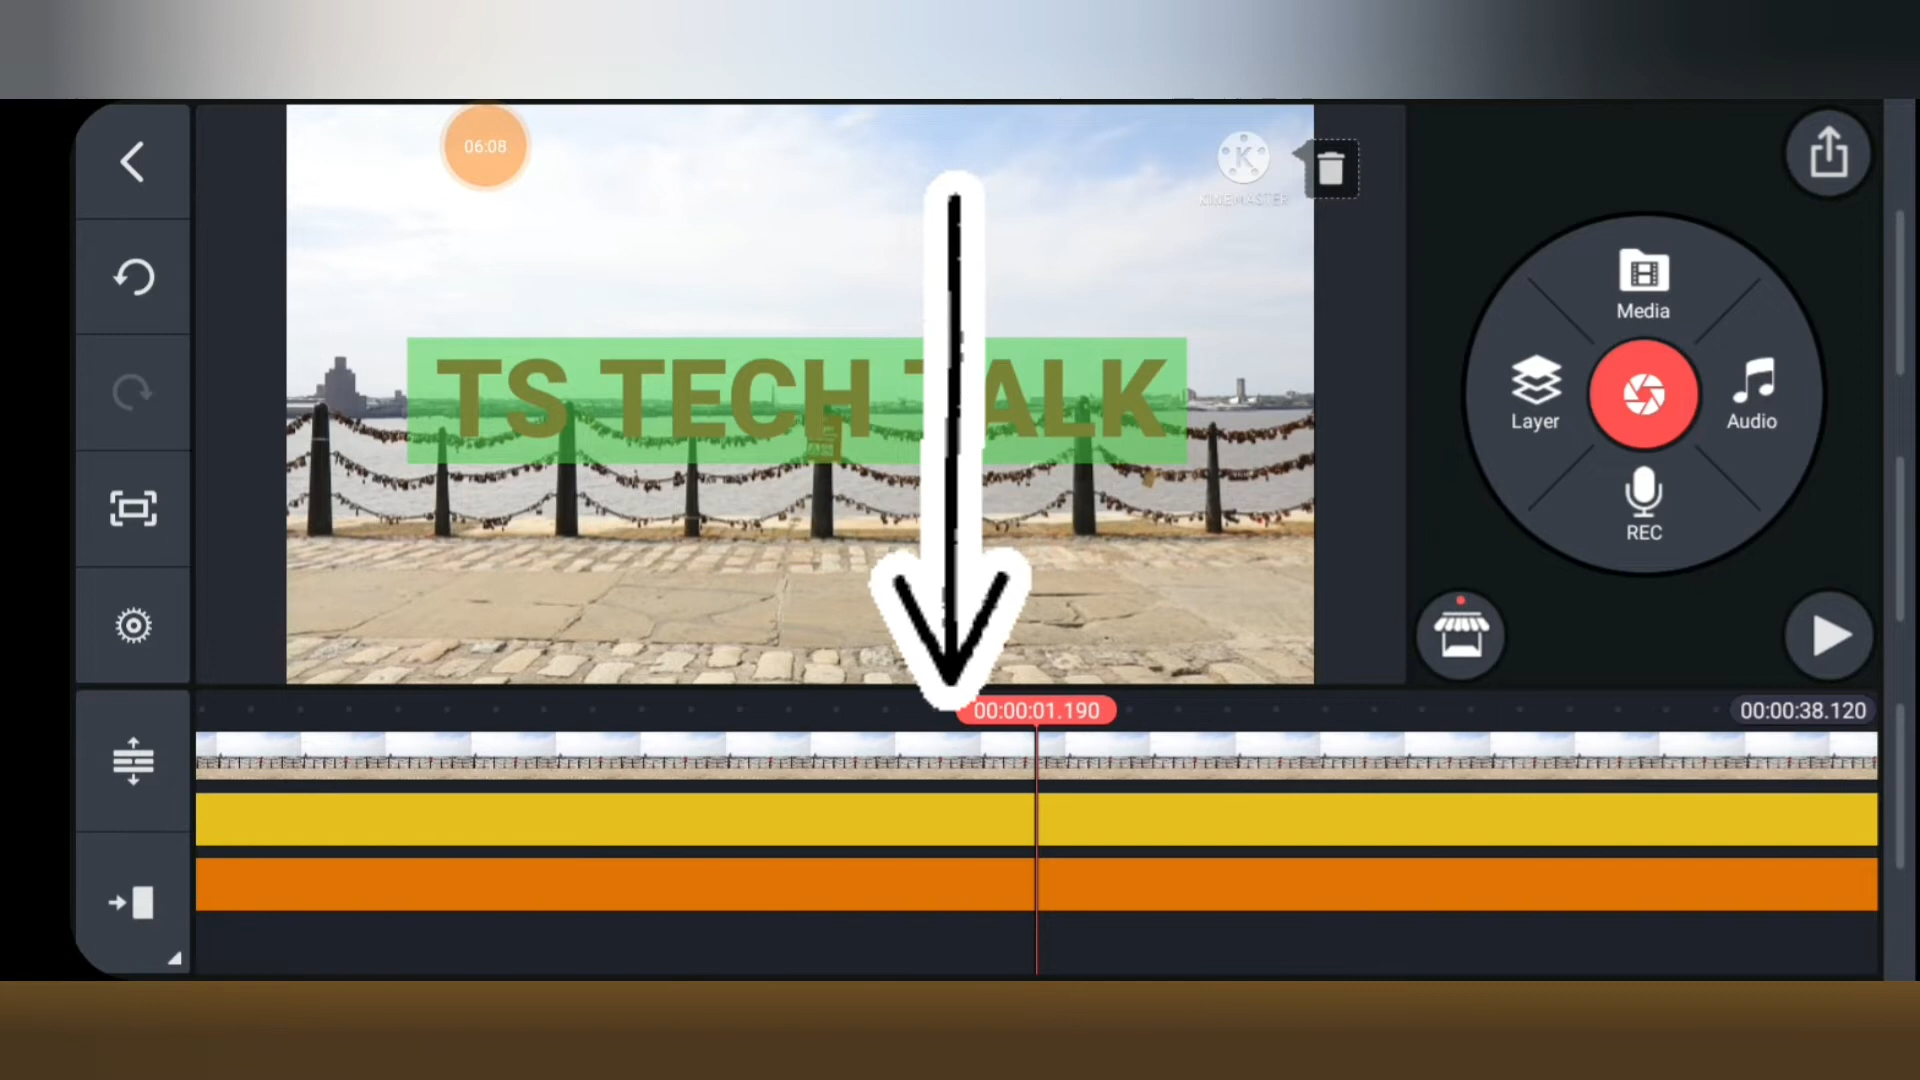 06:08
KINEMASTER
TS TECH TALK
Media
Layer
Audio
REC
00:00:01.190
00:00:38.120